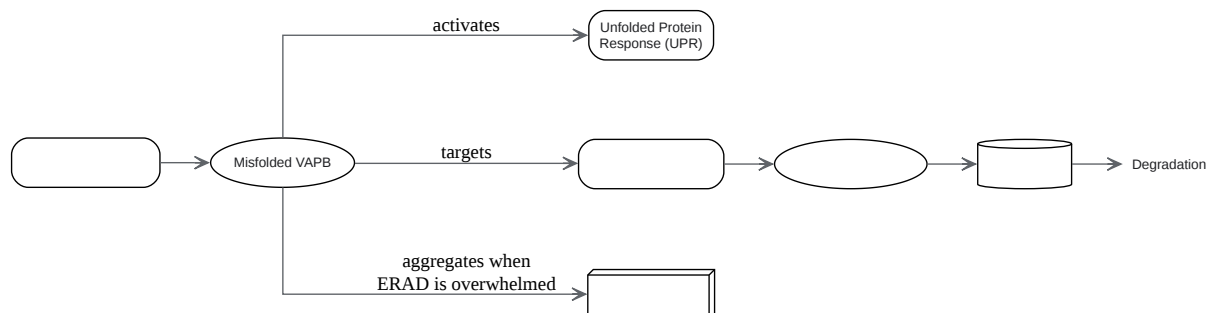 activates
Unfolded Protein
Response (UPR)
Misfolded VAPB
targets
Degradation
aggregates when
ERAD is overwhelmed